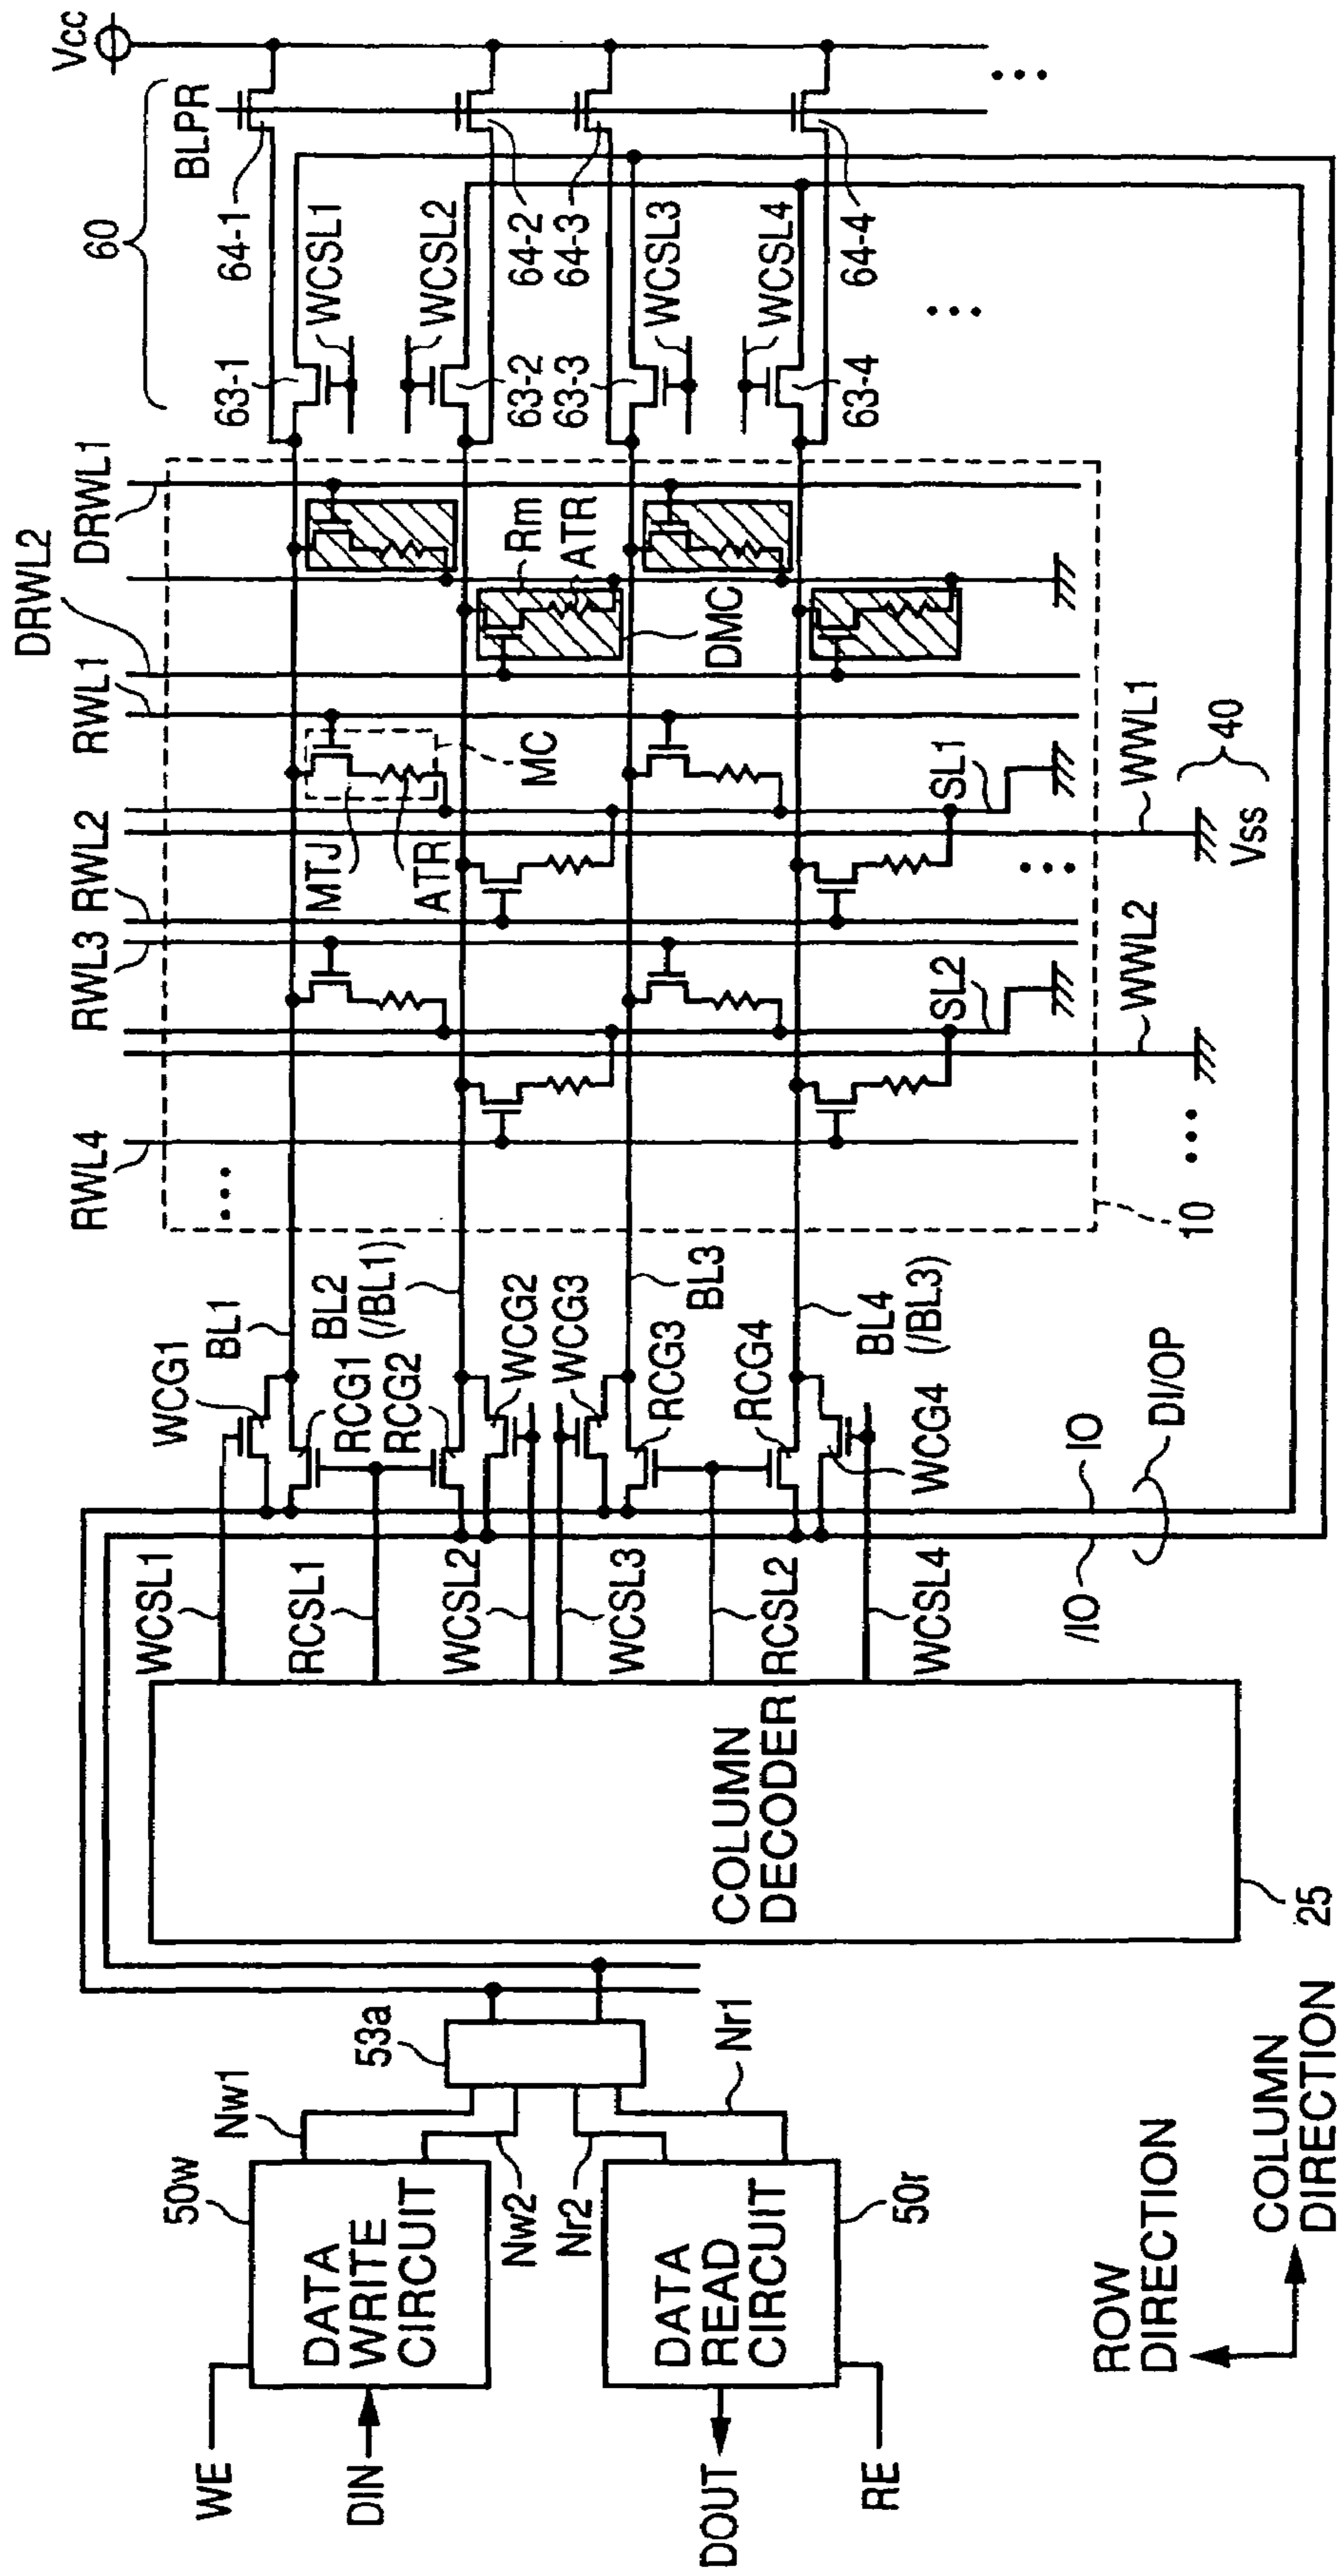 Vcc
60
BLPR
64-1
WCSL1
WCSL2
64-2
64-3
WCSL3
WCSL4
64-4
63-1
63-2
63-3
63-4
DRWL1
DRWL2
RWL1
RWL2
RWL3
RWL4
Rm
ATR
DMC
MC
MTJ
ATR
SL1
WWL1
40
Vss
SL2
WWL2
10
BL1
BL2
(/BL1)
BL3
BL4
(/BL3)
WCG1
RCG1
RCG2
WCG2
WCG3
RCG3
RCG4
WCG4
IO
/IO
DI/OP
WCSL1
RCSL1
WCSL2
WCSL3
RCSL2
WCSL4
COLUMN
DECODER
25
53a
Nw1
Nw2
Nr2
Nr1
50w
DATA
WRITE
CIRCUIT
50r
DATA
READ
CIRCUIT
WE
DIN
DOUT
RE
ROW
DIRECTION
COLUMN
DIRECTION